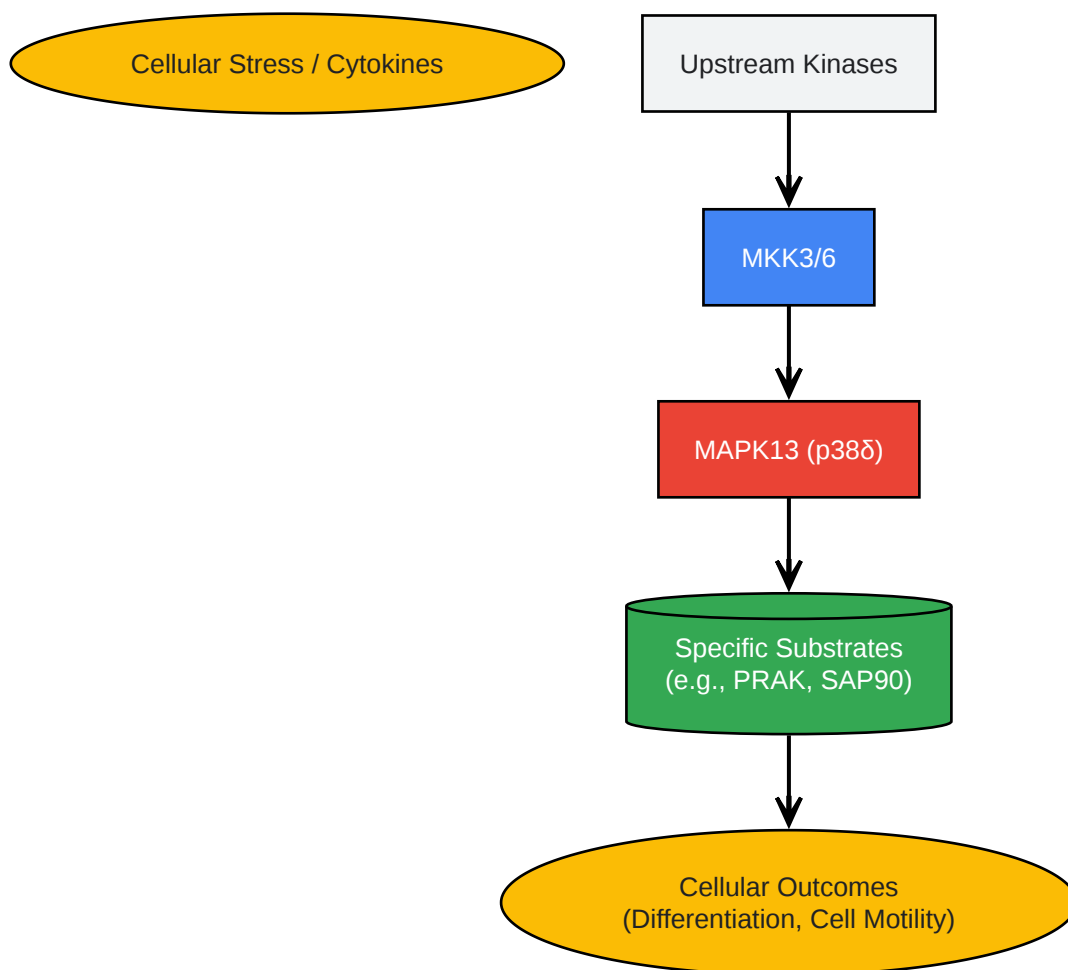 Cellular Stress / Cytokines
Upstream Kinases
MKK3/6
MAPK13 (p38δ)
Specific Substrates
(e.g., PRAK, SAP90)
Cellular Outcomes
(Differentiation, Cell Motility)